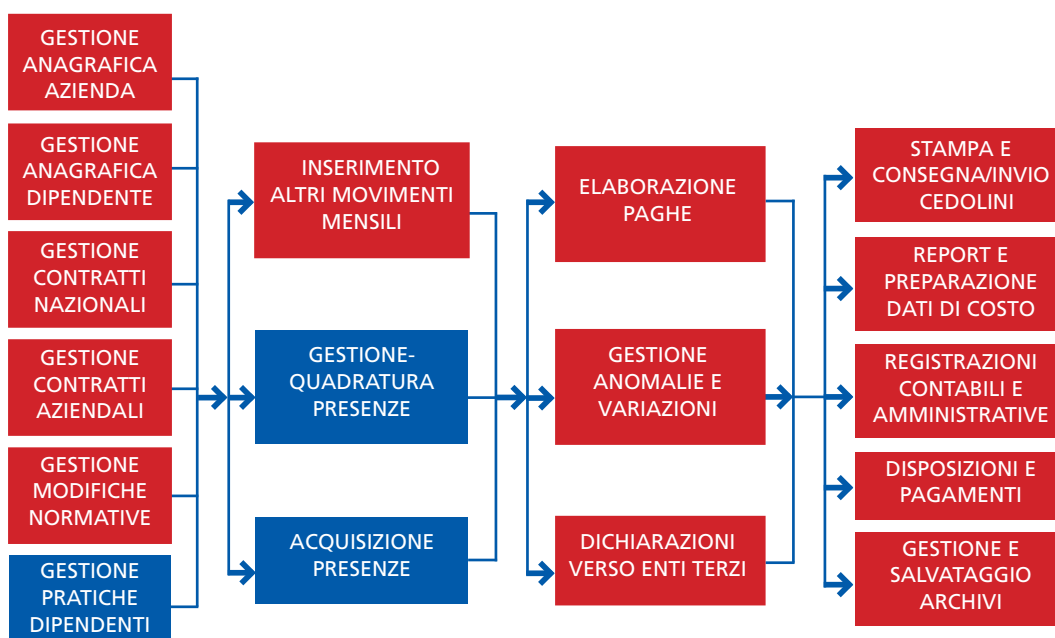 GESTIONE
ANAGRAFICA
AZIENDA
GESTIONE
ANAGRAFICA
DIPENDENTE
GESTIONE
CONTRATTI
NAZIONALI
GESTIONE
CONTRATTI
AZIENDALI
GESTIONE
MODIFICHE
NORMATIVE
GESTIONE
PRATICHE
DIPENDENTI
INSERIMENTO
ALTRI MOVIMENTI
MENSILI
GESTIONE-
QUADRATURA
PRESENZE
ACQUISIZIONE
PRESENZE
ELABORAZIONE
PAGHE
GESTIONE
ANOMALIE E
VARIAZIONI
DICHIARAZIONI
VERSO ENTI TERZI
STAMPA E
CONSEGNA/INVIO
CEDOLINI
REPORT E
PREPARAZIONE
DATI DI COSTO
REGISTRAZIONI
CONTABILI E
AMMINISTRATIVE
DISPOSIZIONI E
PAGAMENTI
GESTIONE E
SALVATAGGIO
ARCHIVI